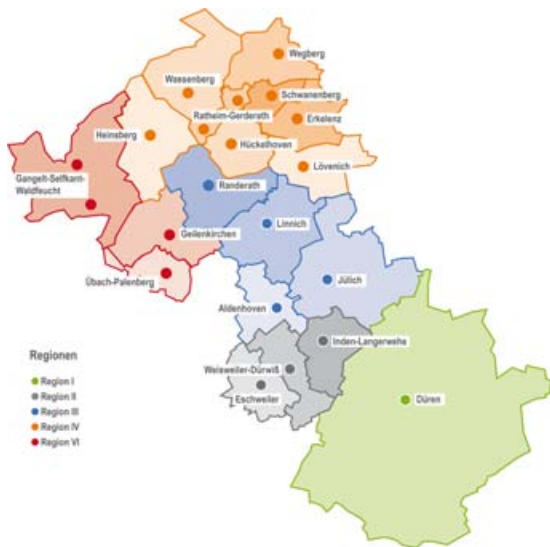 Wegberg
Wassenberg
Schwanenberg
Ratheim-Gerderath
Erkelenz
Heinsberg
Hückelhoven
Lövenich
Gangelt-Selfkant-
Waldfeucht
Randerath
Linnich
Geilenkirchen
Übach-Palenberg
Jülich
Aldenhoven
Inden-Langerwehe
Weisweiler-Dürwiß
Eschweiler
Düren
Regionen
Region I
Region II
Region III
Region IV
Region VI